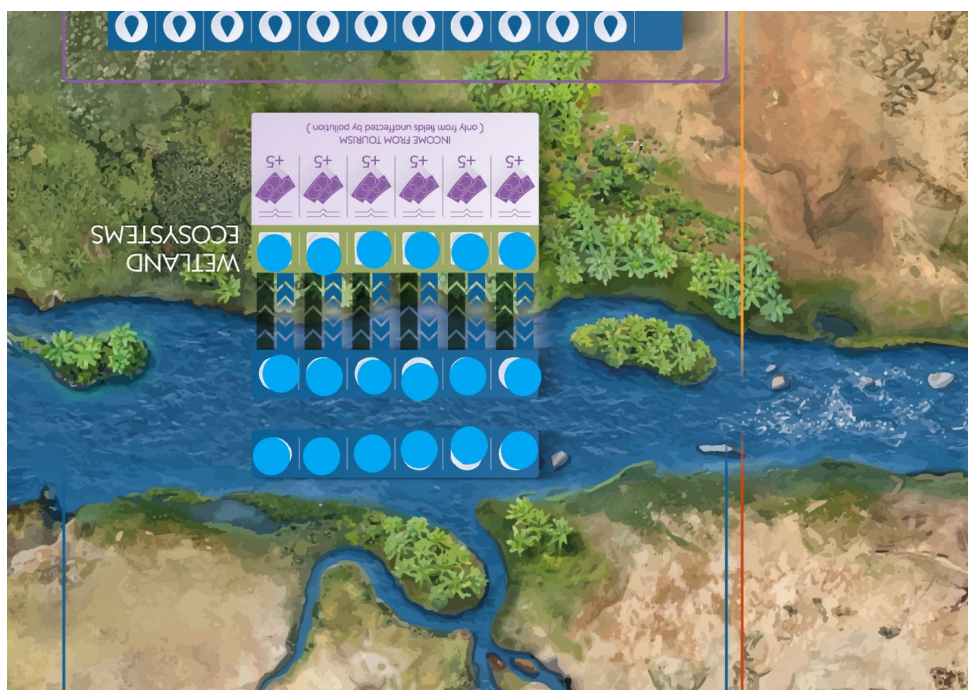 WETLAND
ECOSYSTEMS
+5 +5 +5 +5 +5 +5
INCOME FROM TOURISM
( only from fields unaffected by pollution )